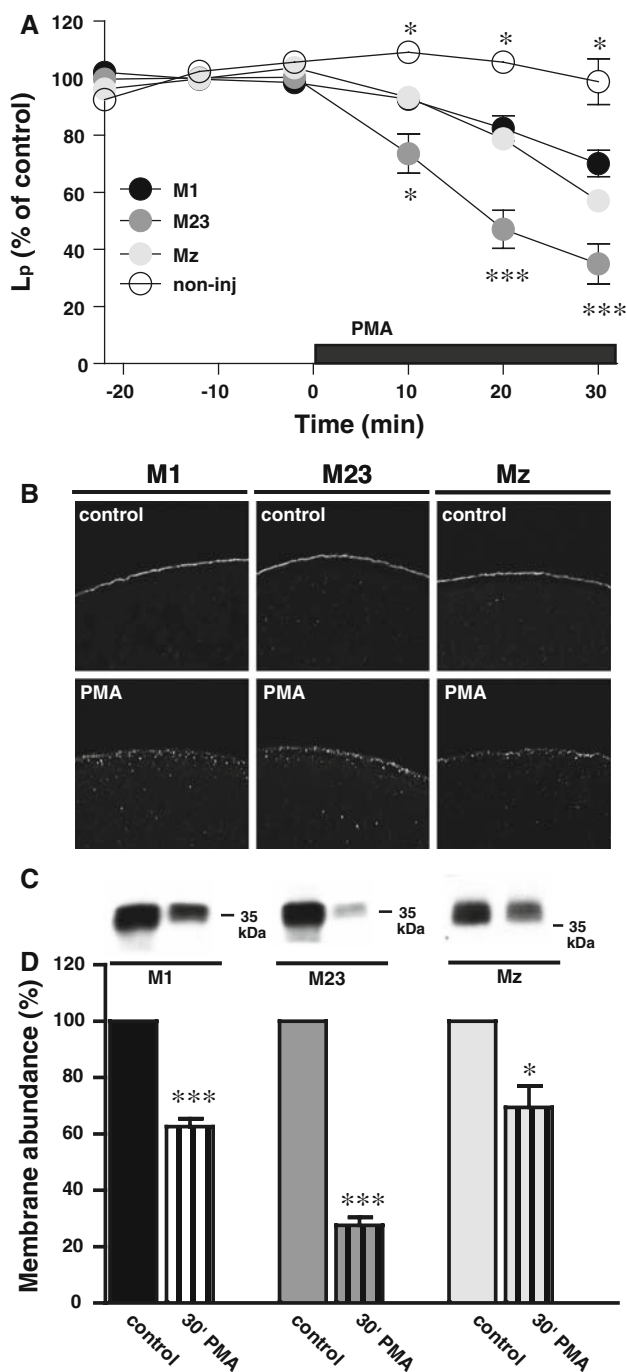 A
120
100
80
60
40
20
0
Lp (% of control)
M1
M23
Mz
non-inj
*
*
*
*
***
***
PMA
-20
-10
0
10
20
30
Time (min)
B
M1
M23
Mz
control
control
control
PMA
PMA
PMA
C
35
kDa
35
kDa
35
kDa
D
M1
M23
Mz
120
100
80
60
40
20
0
Membrane abundance (%)
***
***
*
control
30' PMA
control
30' PMA
control
30' PMA